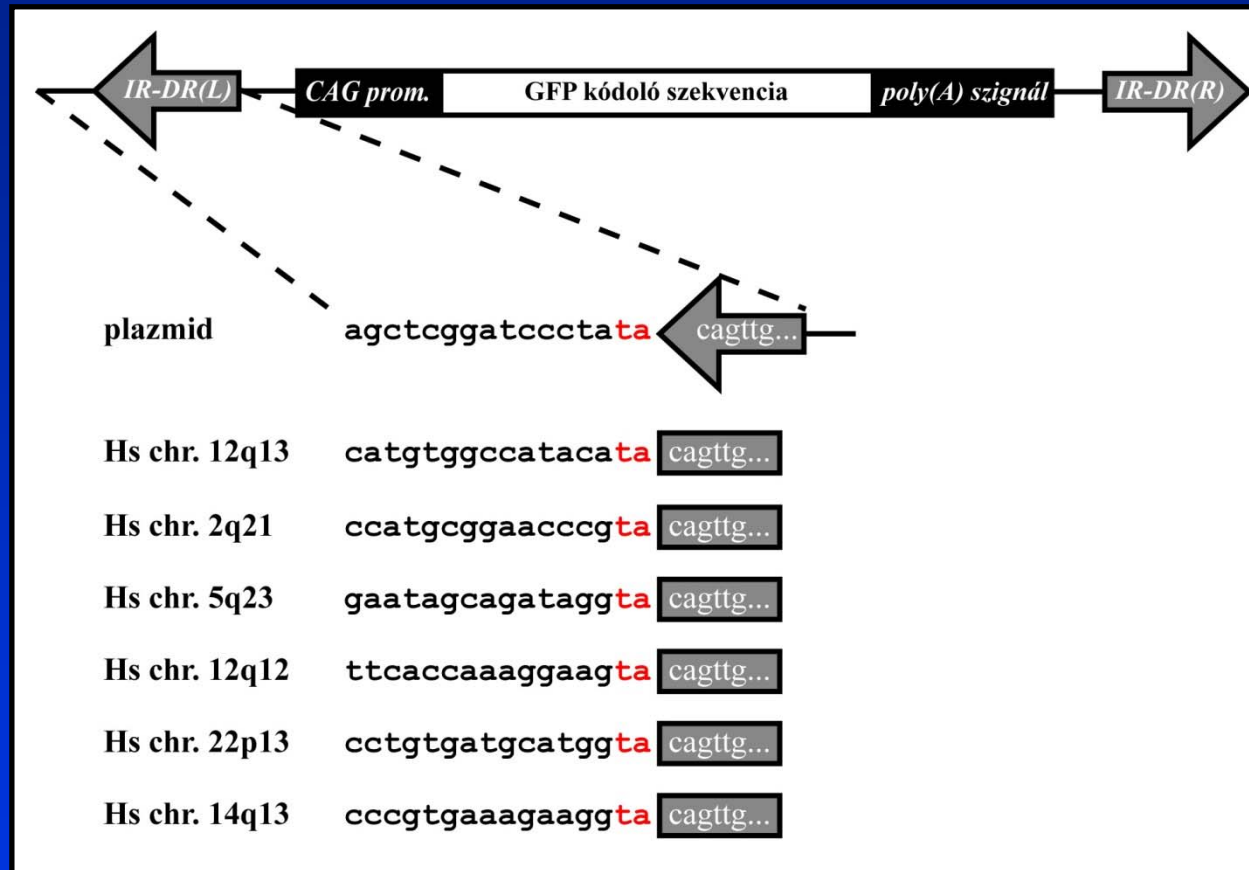 IR-DR(L) CAG prom. GFP kódoló szekvencia poly(A) szignál IR-DR(R)
plazmid agctcggatccctata cagttg...
Hs chr. 12q13 catgtggccatacata cagttg...
Hs chr. 2q21 ccatgcggaacccgta cagttg...
Hs chr. 5q23 gaatagcagataggta cagttg...
Hs chr. 12q12 ttcaccaaaggaagta cagttg...
Hs chr. 22p13 cctgtgatgcatggta cagttg...
Hs chr. 14q13 cccgtgaaagaaggta cagttg...